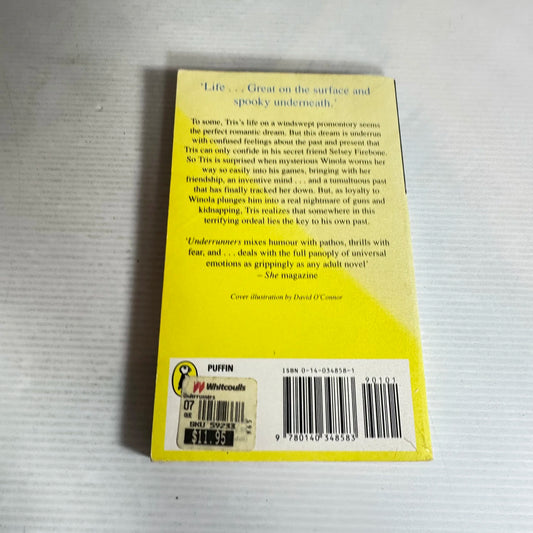 'Life . . . Great on the surface and
spooky underneath.'
To some, Tris's life on a windswept promontory seems
the perfect romantic dream. But this dream is underrun
with confused feelings about the past and present that
Tris can only confide in his secret friend Selsey Firebone.
So Tris is surprised when mysterious Winola worms her
way so easily into his games, bringing with her
friendship, an inventive mind . . . and a tumultuous past
that has finally tracked her down. But, as loyalty to
Winola plunges him into a real nightmare of guns and
kidnapping, Tris realizes that somewhere in this
terrifying ordeal lies the key to his own past.
'Underrunners mixes humour with pathos, thrills with
fear, and . . . deals with the full panoply of universal
emotions as grippingly as any adult novel'
– She magazine
Cover illustration by David O'Connor
PUFFIN
ISBN 0-14-034858-1
90101
9 780140 348583
Whitcoulls
Underrunners
07
SKU 59233
$11.95